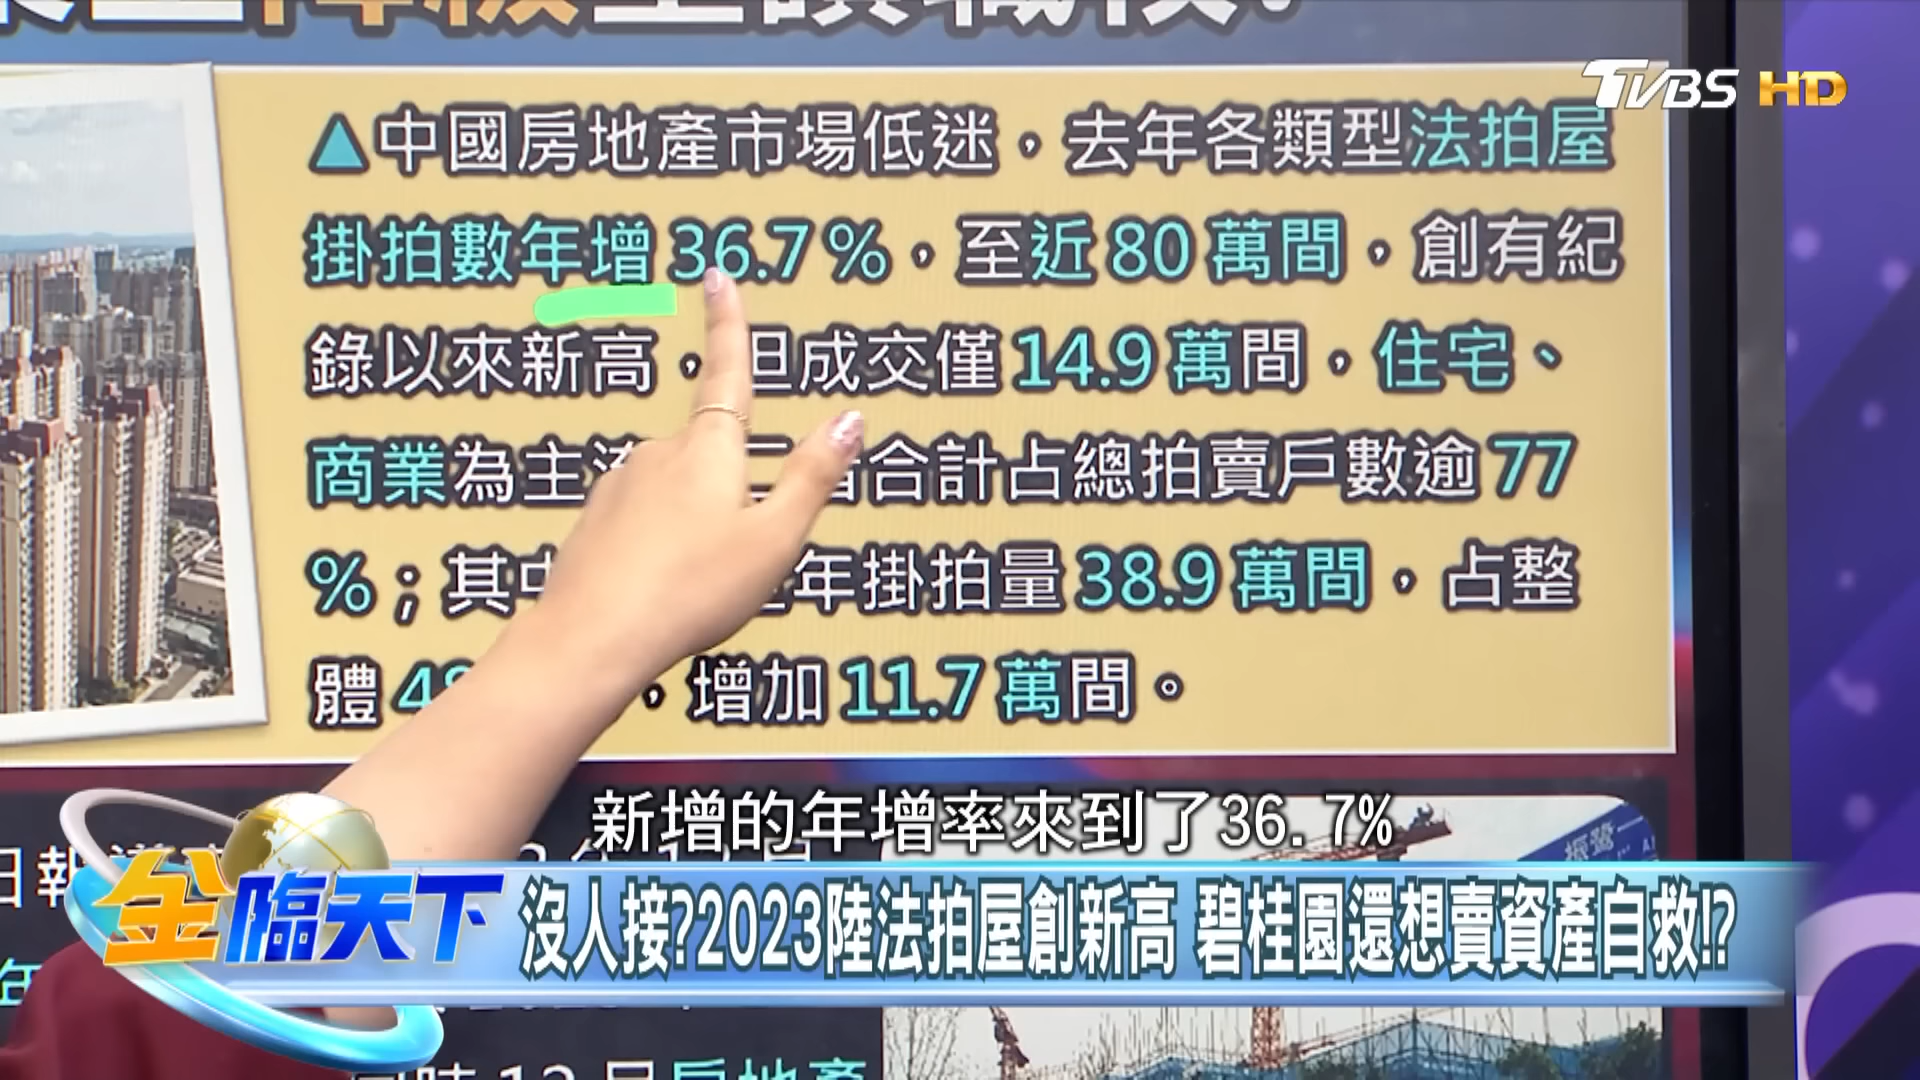 TVBS HD
▲中國房地產市場低迷，去年各類型法拍屋
掛拍數年增36.7%，至近80萬間，創有紀
錄以來新高，但成交僅14.9萬間，住宅、
商業為主 合計占總拍賣戶數逾77
%；其中 年掛拍量38.9萬間，占整
體 ，增加11.7萬間。
新增的年增率來到了36.7%
金臨天下
沒人接?2023陸法拍屋創新高 碧桂園還想賣資產自救!?
12月房地產